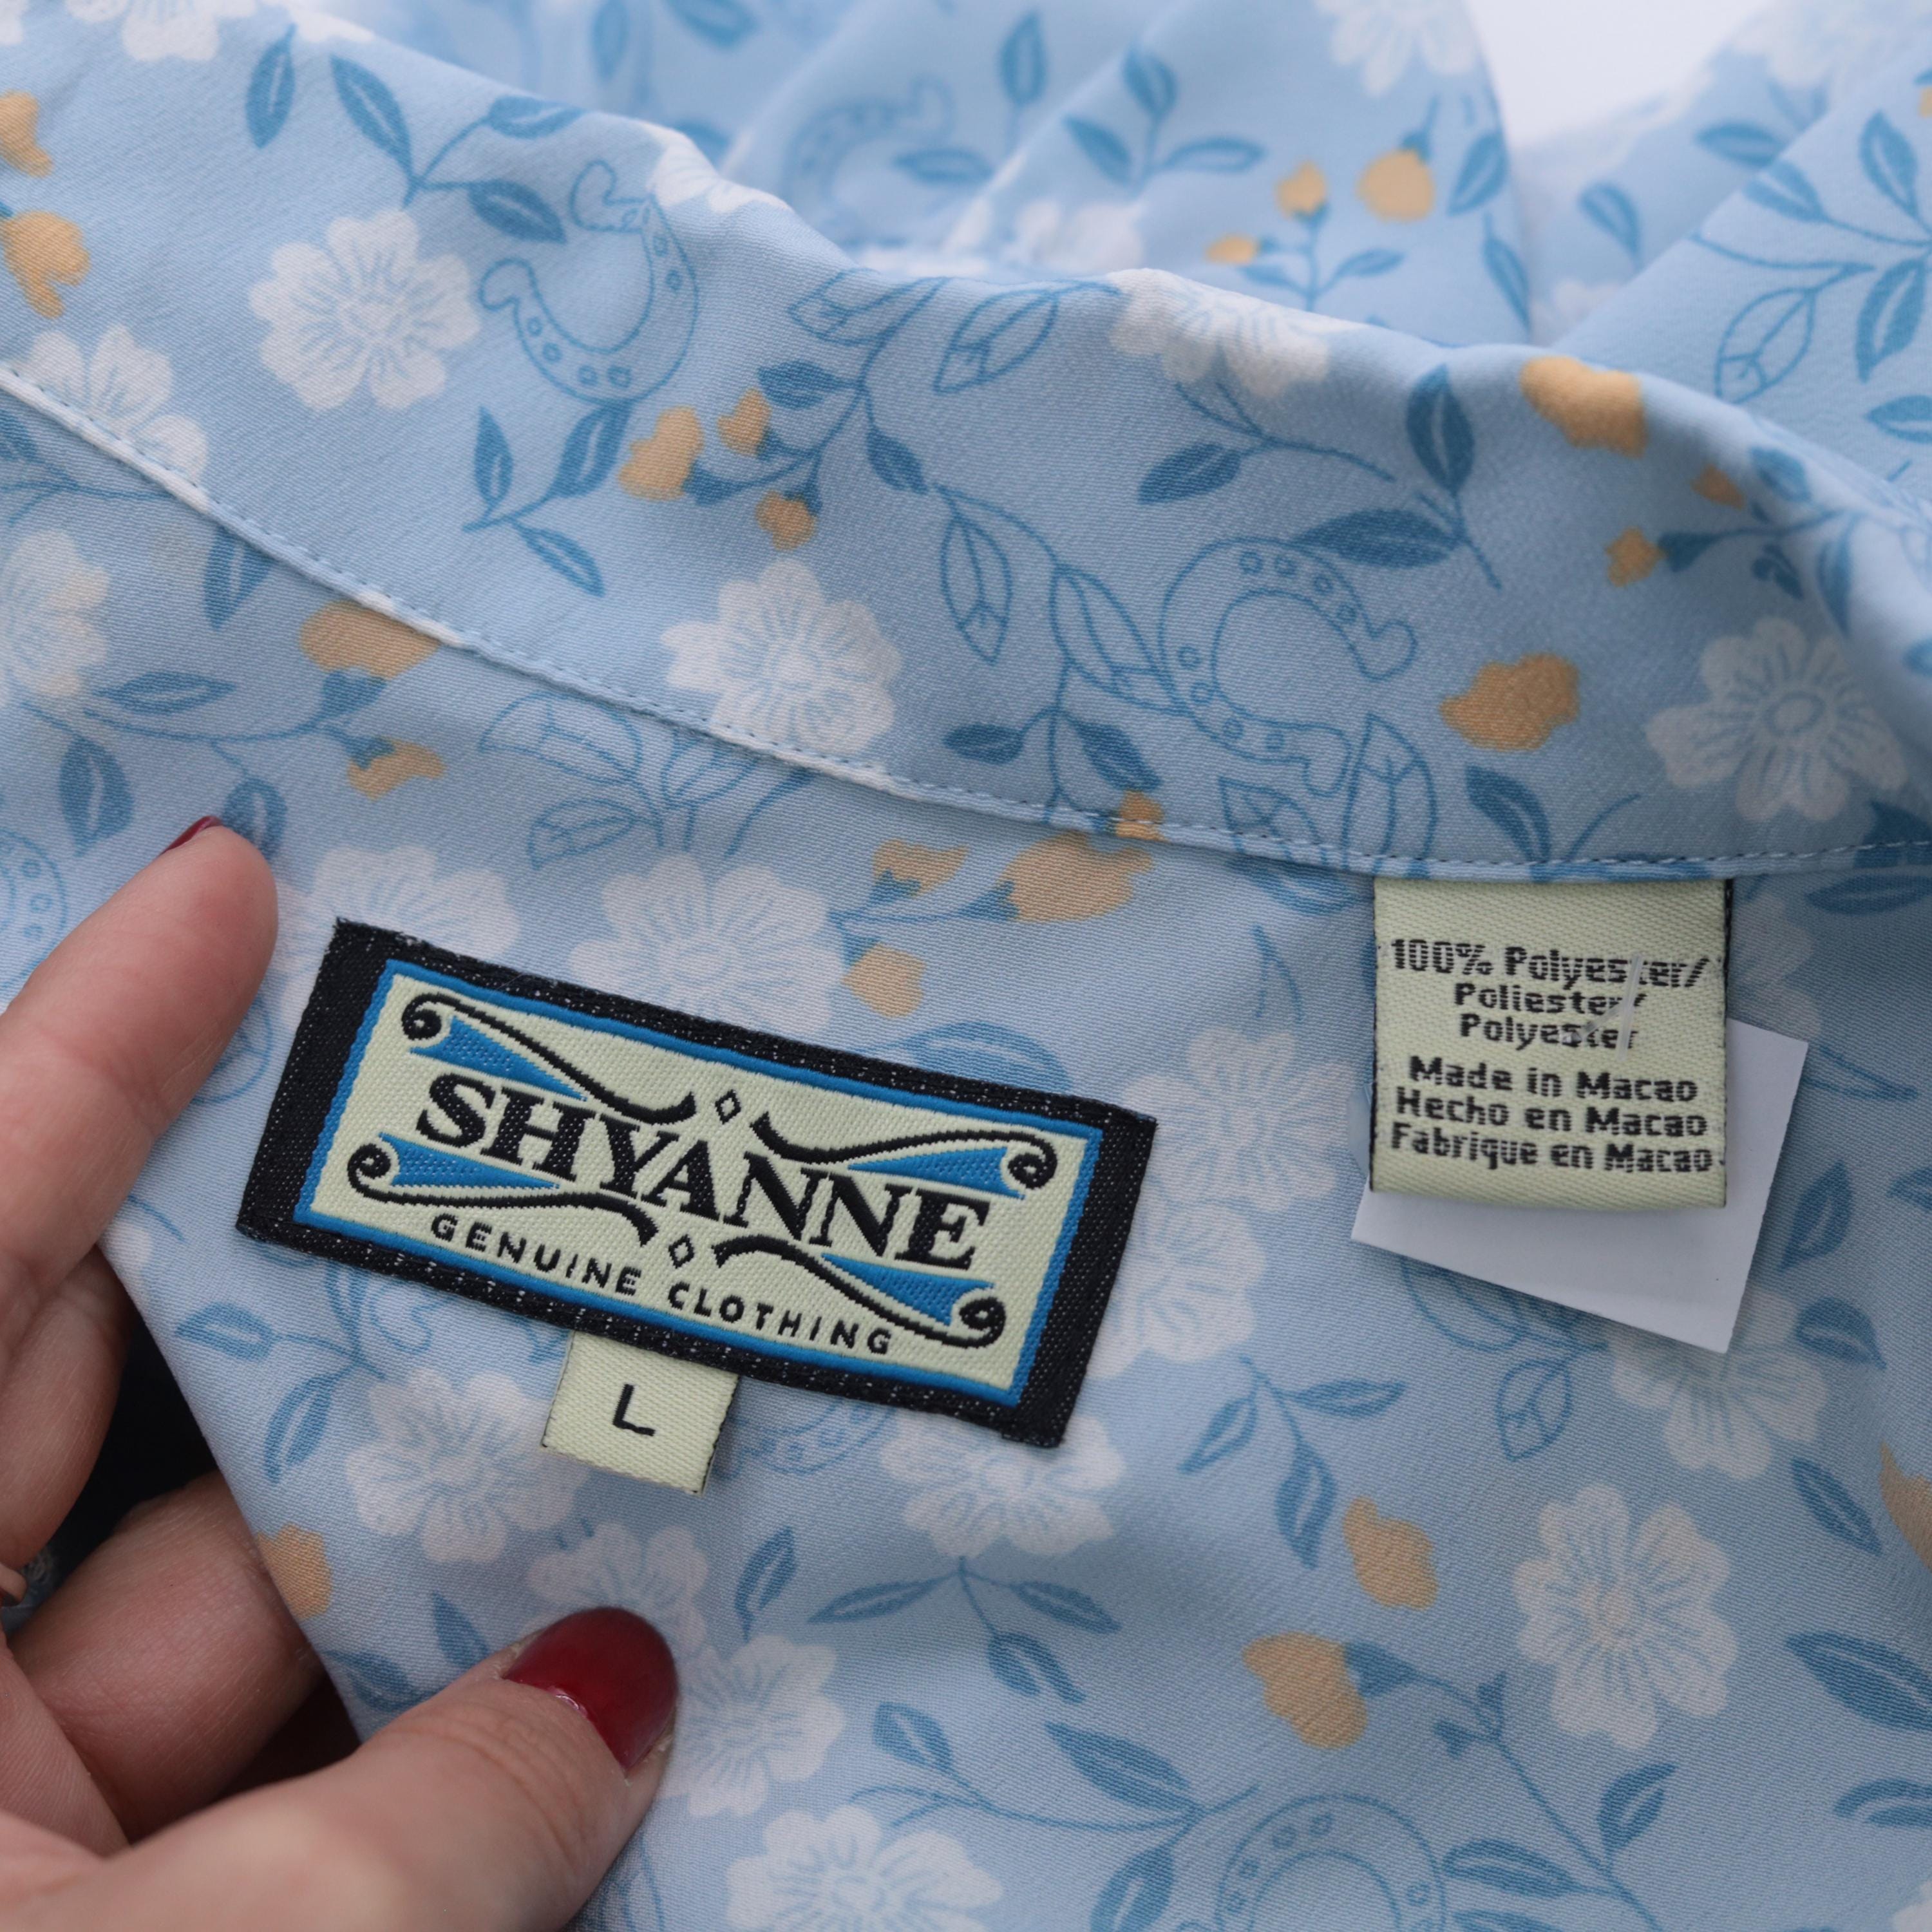 SHYANNE
GENUINE CLOTHING
L
100% Polyester/
Poliester/
Polyester
Made in Macao
Hecho en Macao
Fabrique en Macao